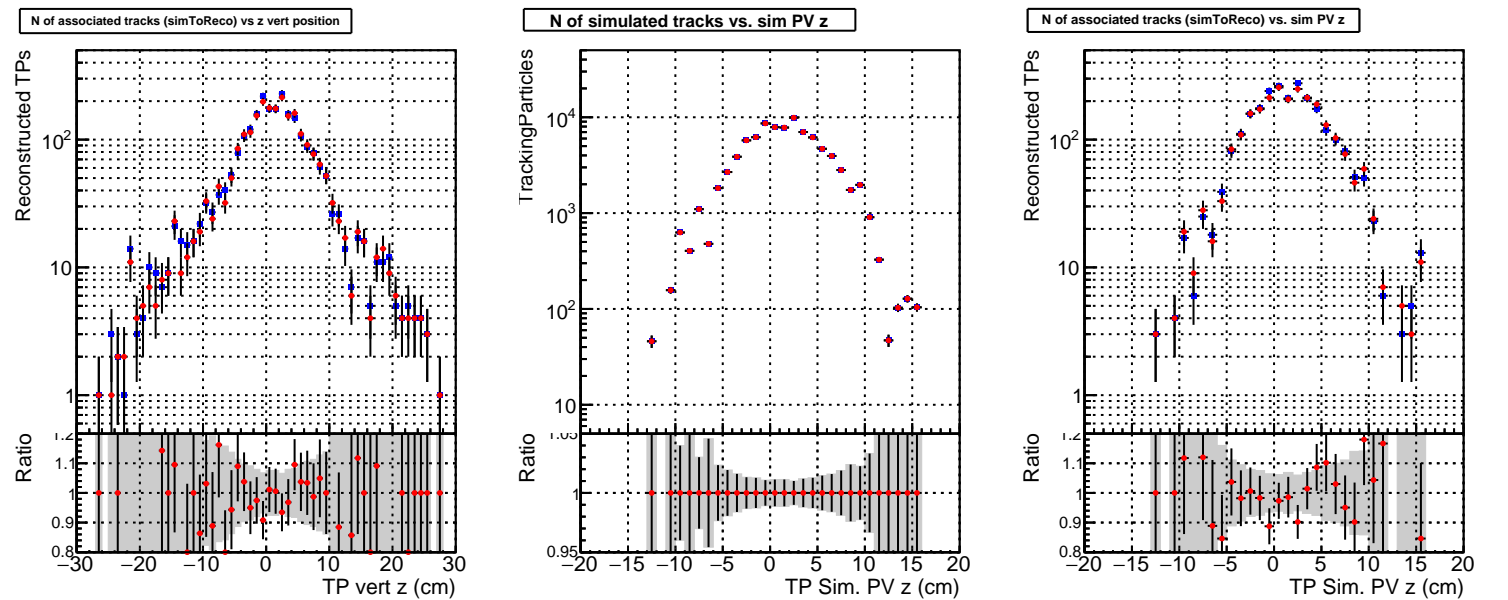 N of associated tracks (simToReco) vs z vert position
Reconstructed TPs
10²
10
1
Ratio
1.2
1.1
1
0.9
0.8
−30 −20 −10 0 10 20 30
TP vert z (cm)
N of simulated tracks vs. sim PV z
TrackingParticles
10⁴
10³
10²
10
Ratio
1.05
1
0.95
−20 −15 −10 −5 0 5 10 15 20
TP Sim. PV z (cm)
N of associated tracks (simToReco) vs. sim PV z
Reconstructed TPs
10²
10
1
Ratio
1.2
1.1
1
0.9
0.8
−20 −15 −10 −5 0 5 10 15 20
TP Sim. PV z (cm)